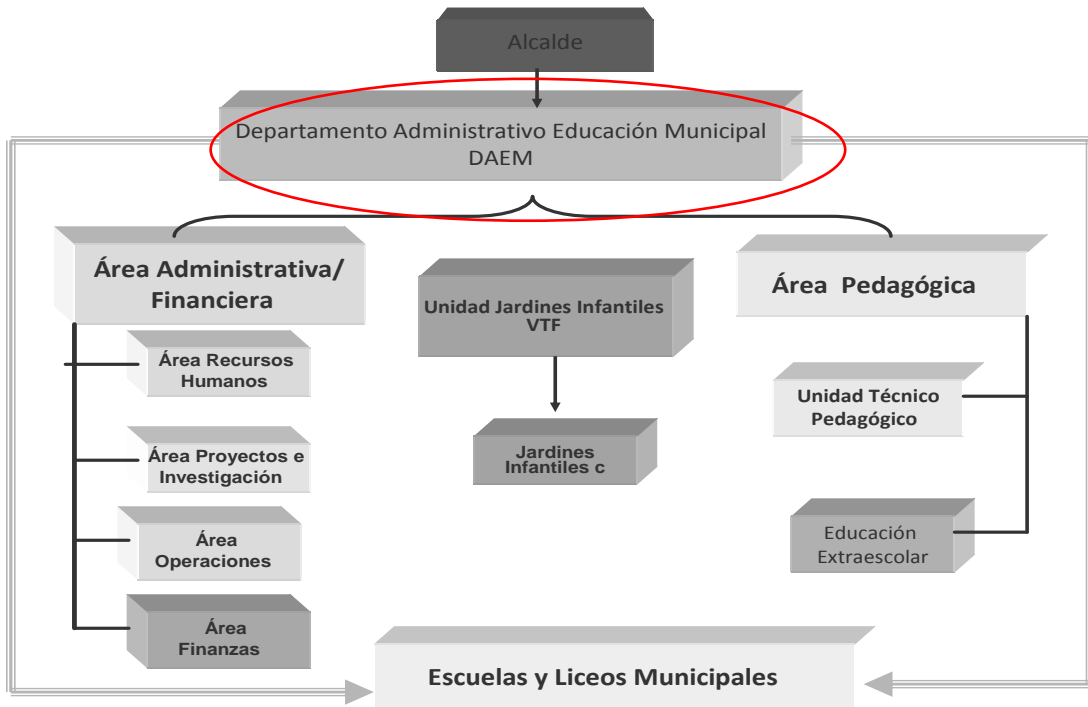 Alcalde
Departamento Administrativo Educación Municipal
DAEM
Área Administrativa/
Financiera
Área Recursos
Humanos
Área Proyectos e
Investigación
Área
Operaciones
Área
Finanzas
Unidad Jardines Infantiles
VTF
Jardines
Infantiles c
Área Pedagógica
Unidad Técnico
Pedagógico
Educación
Extraescolar
Escuelas y Liceos Municipales